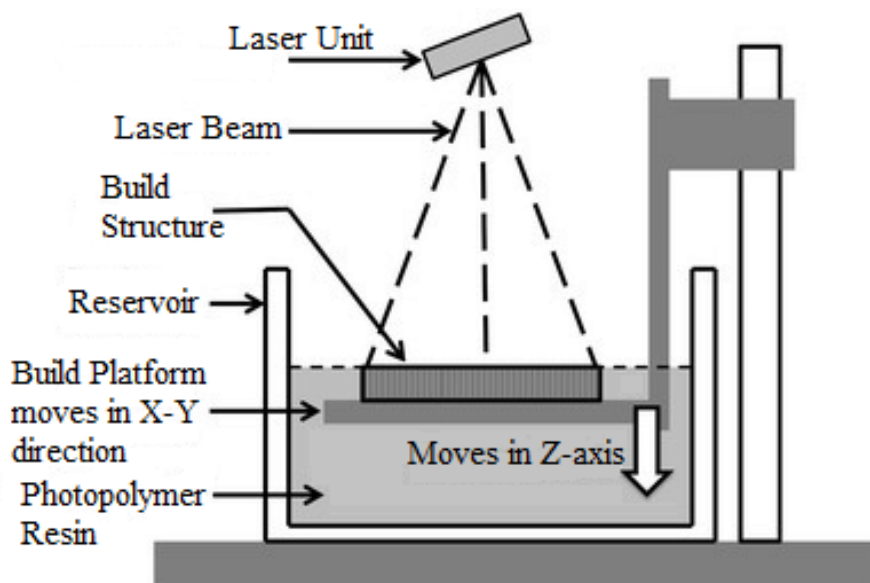 Laser Unit
Laser Beam
Build
Structure
Reservoir
Build Platform
moves in X-Y
direction
Moves in Z-axis
Photopolymer
Resin